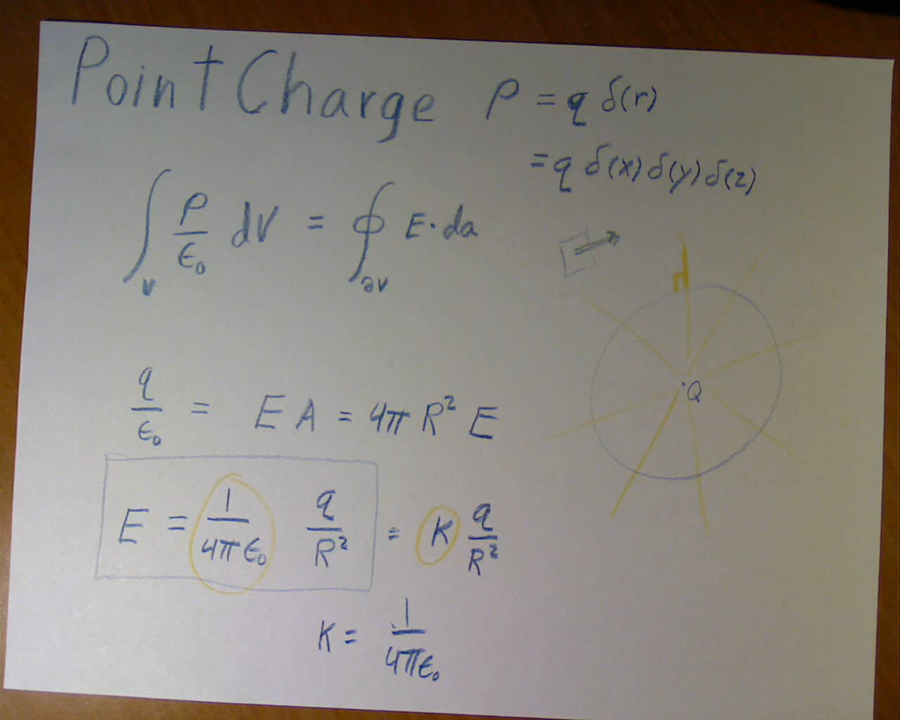 Point Charge ρ = q δ(r)
= q δ(x) δ(y) δ(z)
∫_V ρ/ε₀ dV = ∮_∂V E · da
Q
q/ε₀ = E A = 4π R² E
E = 1/4πε₀ q/R² = K q/R²
K = 1/4πε₀